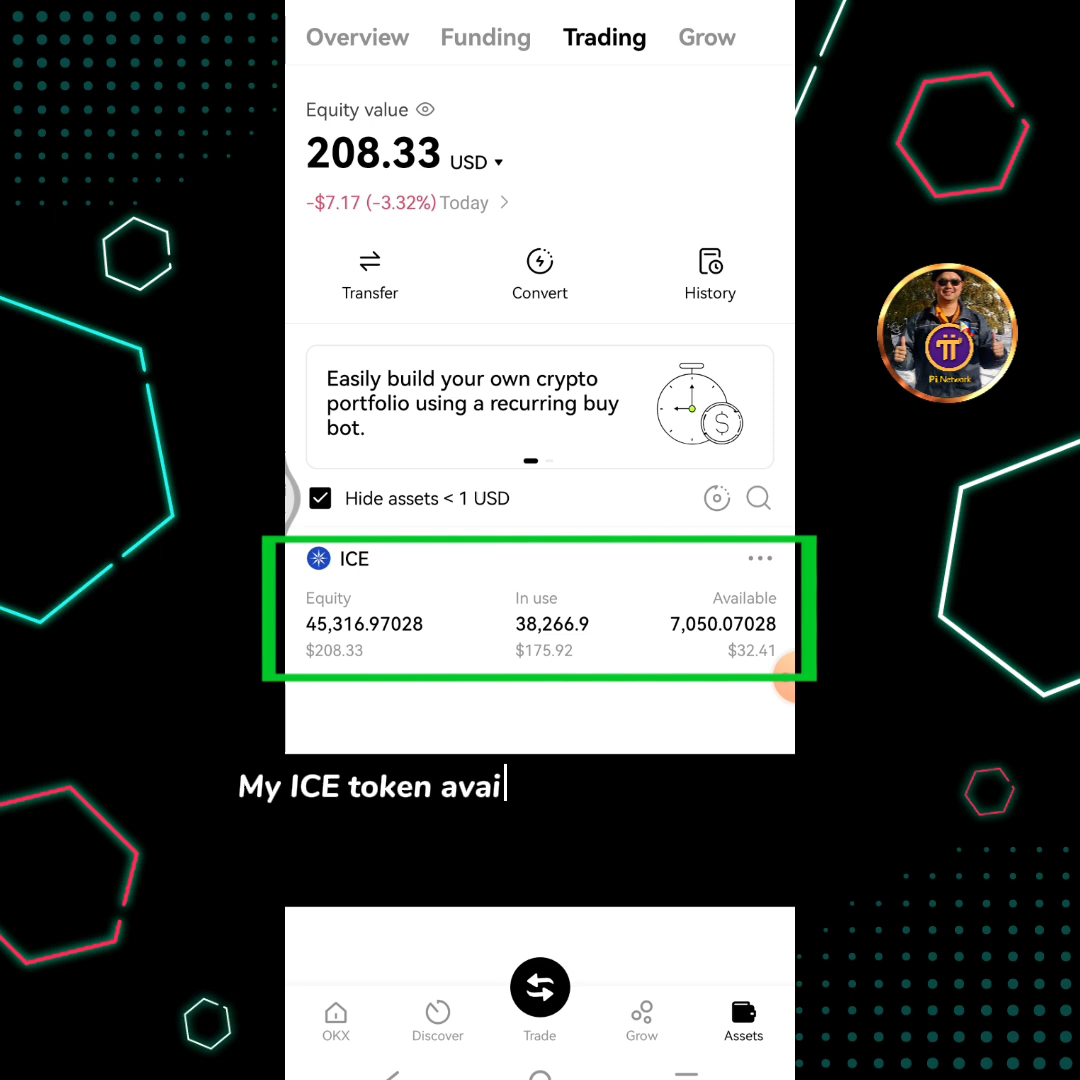 Overview Funding Trading Grow
Equity value
208.33 USD
-$7.17 (-3.32%) Today
Transfer Convert History
Easily build your own crypto
portfolio using a recurring buy
bot.
Hide assets < 1 USD
ICE
Equity In use Available
45,316.97028 38,266.9 7,050.07028
$208.33 $175.92 $32.41
Pi Network
My ICE token avai
OKX Discover Trade Grow Assets